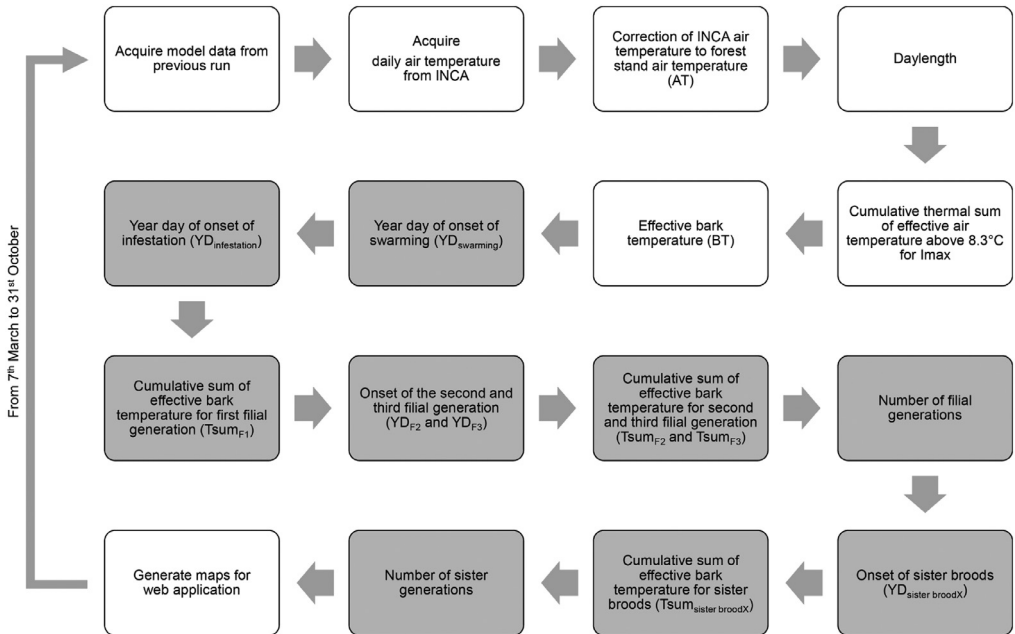 Acquire model data from
previous run
Acquire
daily air temperature
from INCA
Correction of INCA air
temperature to forest
stand air temperature
(AT)
Daylength
Cumulative thermal sum
of effective air
temperature above 8.3°C
for Imax
Effective bark
temperature (BT)
Year day of onset of
swarming (YDswarming)
Year day of onset of
infestation (YDinfestation)
Cumulative sum of
effective bark
temperature for first filial
generation (TsumF1)
Onset of the second and
third filial generation
(YDF2 and YDF3)
Cumulative sum of
effective bark
temperature for second
and third filial generation
(TsumF2 and TsumF3)
Number of filial
generations
Onset of sister broods
(YDsister broodX)
Cumulative sum of
effective bark
temperature for sister
broods (Tsumsister broodX)
Number of sister
generations
Generate maps for
web application
From 7th March to 31st October